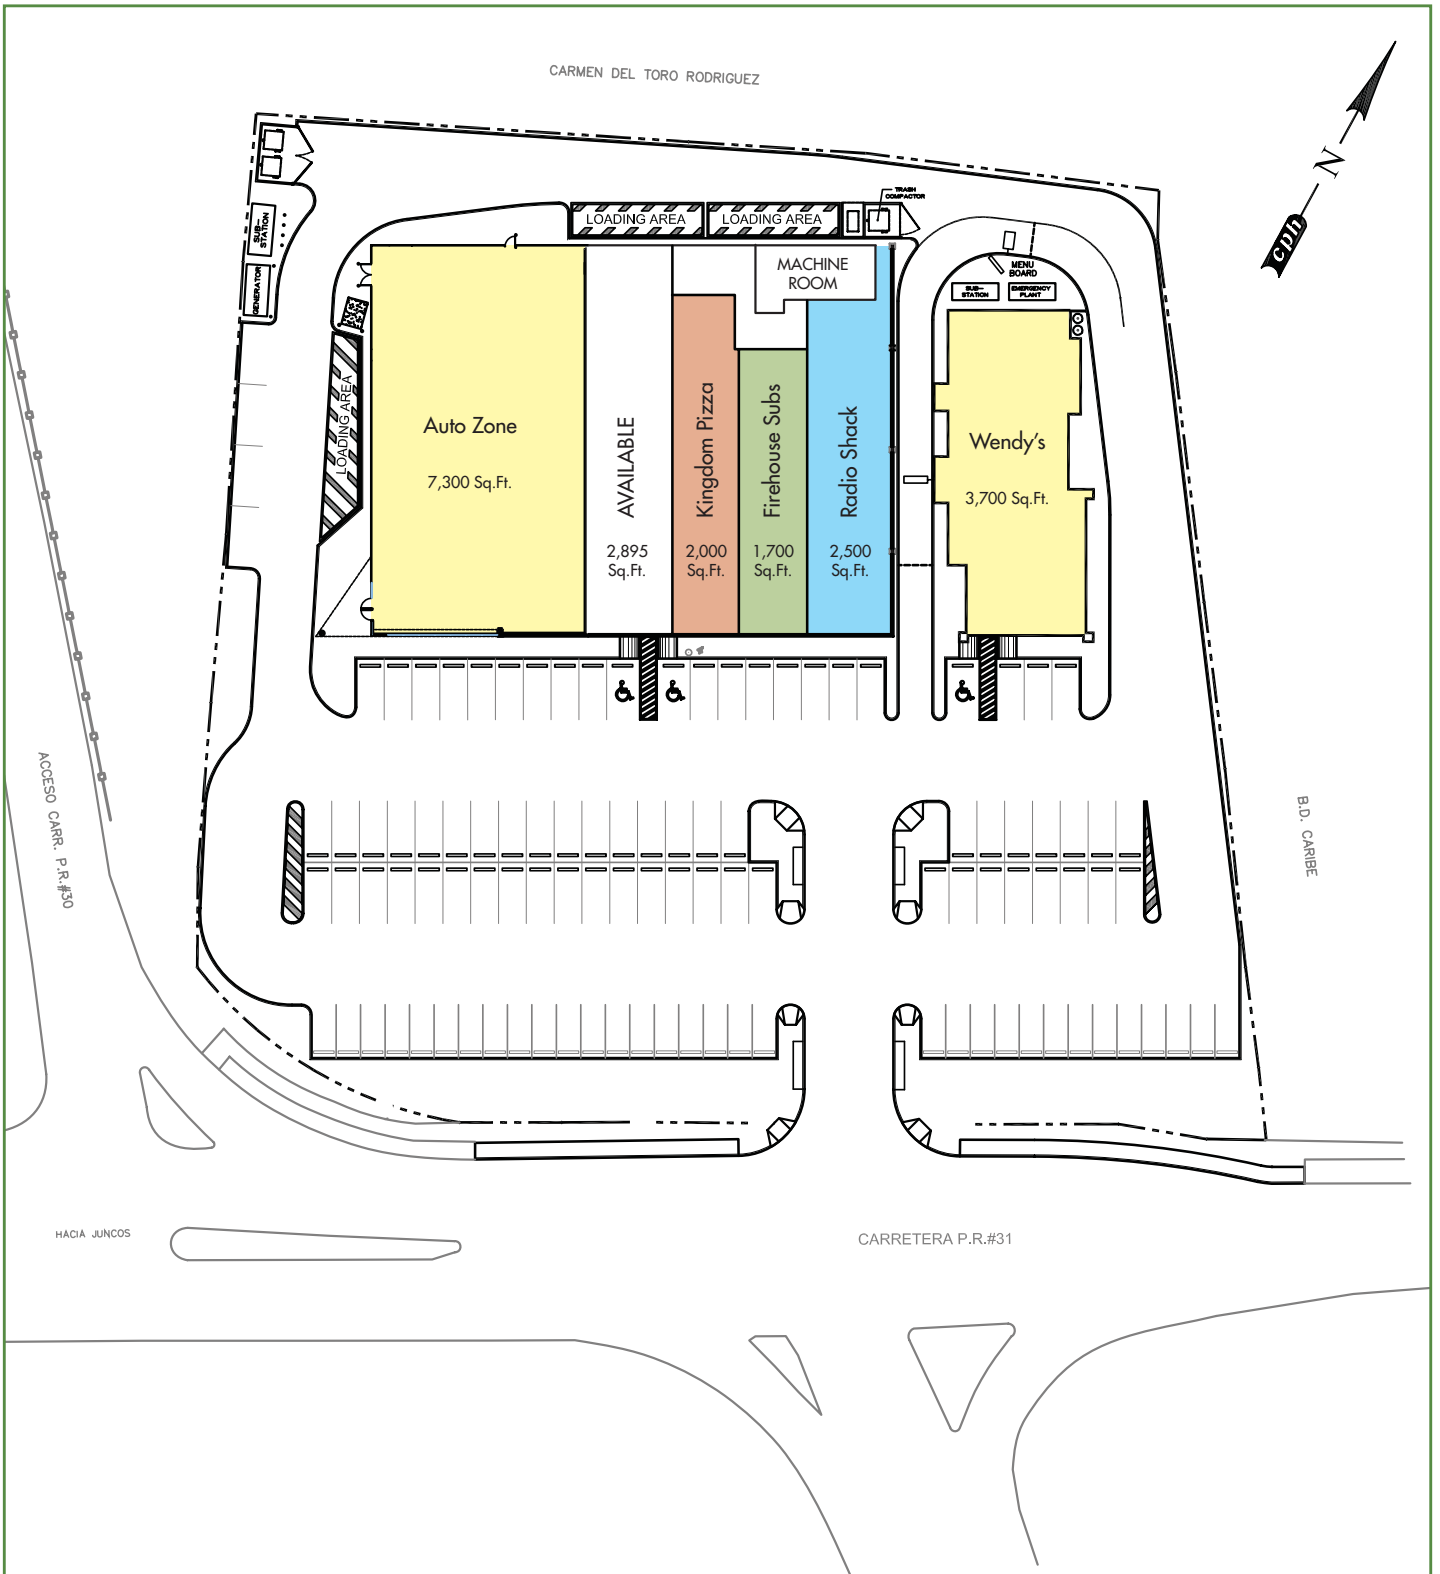 CARMEN DEL TORO RODRIGUEZ
N
cph
TRASH
COMPACTOR
LOADING AREA
LOADING AREA
SUB-
STATION
GENERATOR
MACHINE
ROOM
MENU
BOARD
SUB-
STATION
EMERGENCY
PLANT
LOADING AREA
Auto Zone
7,300 Sq.Ft.
AVAILABLE
2,895
Sq.Ft.
Kingdom Pizza
2,000
Sq.Ft.
Firehouse Subs
1,700
Sq.Ft.
Radio Shack
2,500
Sq.Ft.
Wendy's
3,700 Sq.Ft.
ACCESO CARR. P.R.#30
B.D. CARIBE
HACIA JUNCOS
CARRETERA P.R.#31